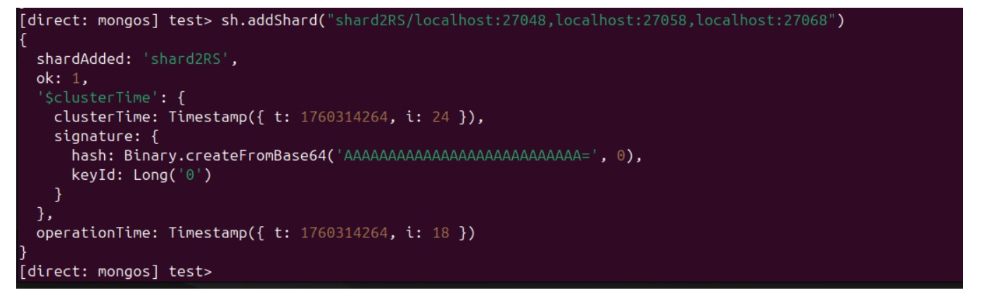 [direct: mongos] test> sh.addShard("shard2RS/localhost:27048,localhost:27058,localhost:27068")
{
  shardAdded: 'shard2RS',
  ok: 1,
  '$clusterTime': {
    clusterTime: Timestamp({ t: 1760314264, i: 24 }),
    signature: {
      hash: Binary.createFromBase64('AAAAAAAAAAAAAAAAAAAAAAAAAAA=', 0),
      keyId: Long('0')
    }
  },
  operationTime: Timestamp({ t: 1760314264, i: 18 })
}
[direct: mongos] test>